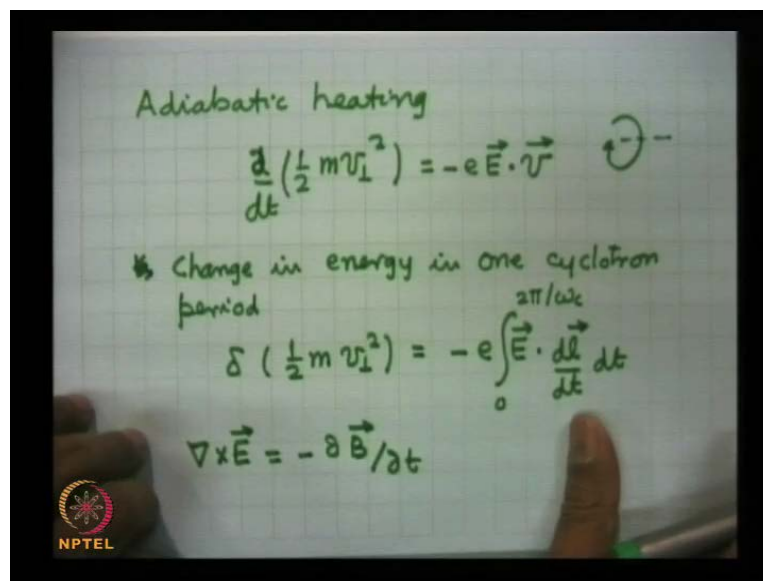 Adiabatic heating
d/dt (½ m v⊥²) = -e E⃗ · v⃗
Change in energy in one cyclotron
period
δ (½ m v⊥²) = -e ∫₀^{2π/ωc} E⃗ · dl⃗/dt dt
∇×E⃗ = -∂B⃗/∂t
NPTEL